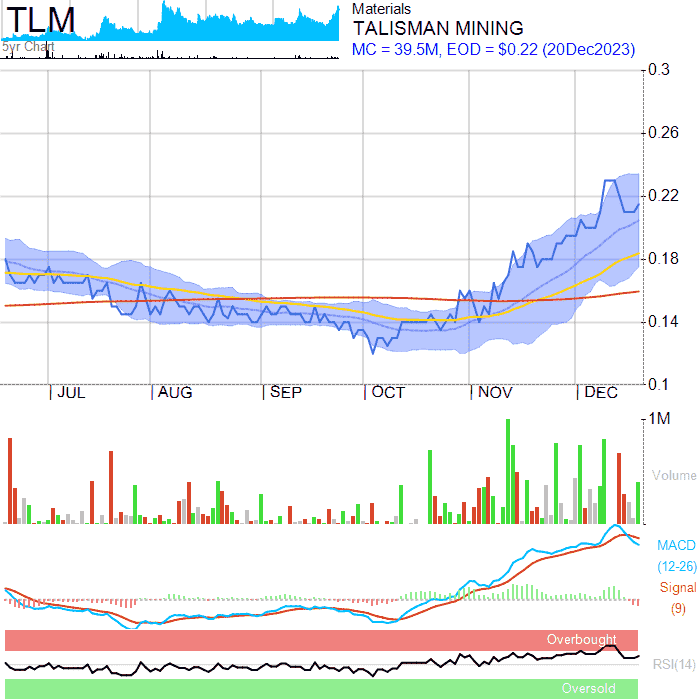 TLM
5yr Chart
Materials
TALISMAN MINING
MC = 39.5M, EOD = $0.22 (20Dec2023)
0.3
0.26
0.22
0.18
0.14
0.1
JUL AUG SEP OCT NOV DEC
1M
Volume
MACD
(12-26)
Signal
(9)
Overbought
RSI(14)
Oversold